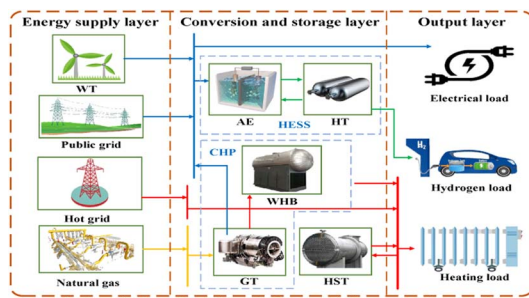 Energy supply layer
Conversion and storage layer
Output layer
WT
Public grid
Hot grid
Natural gas
AE
HT
HESS
CHP
WHB
GT
HST
Electrical load
H₂
Hydrogen load
Heating load